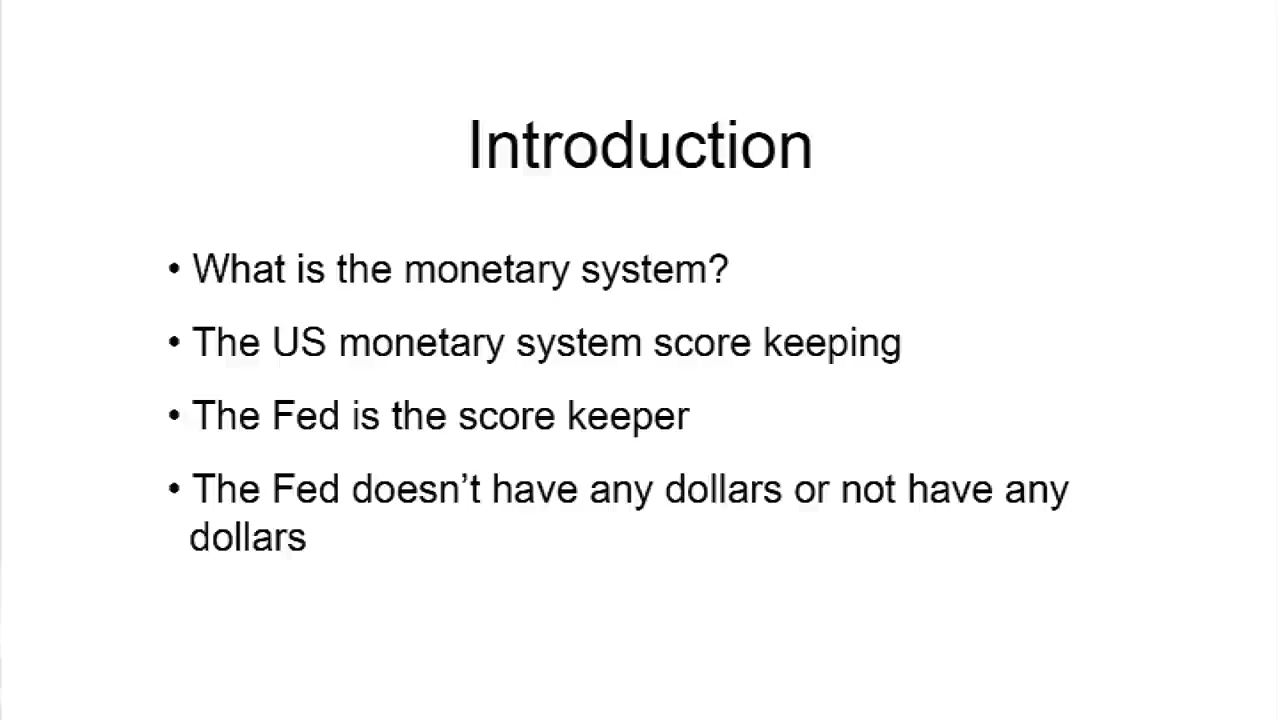 Introduction
• What is the monetary system?
• The US monetary system score keeping
• The Fed is the score keeper
• The Fed doesn’t have any dollars or not have any
dollars